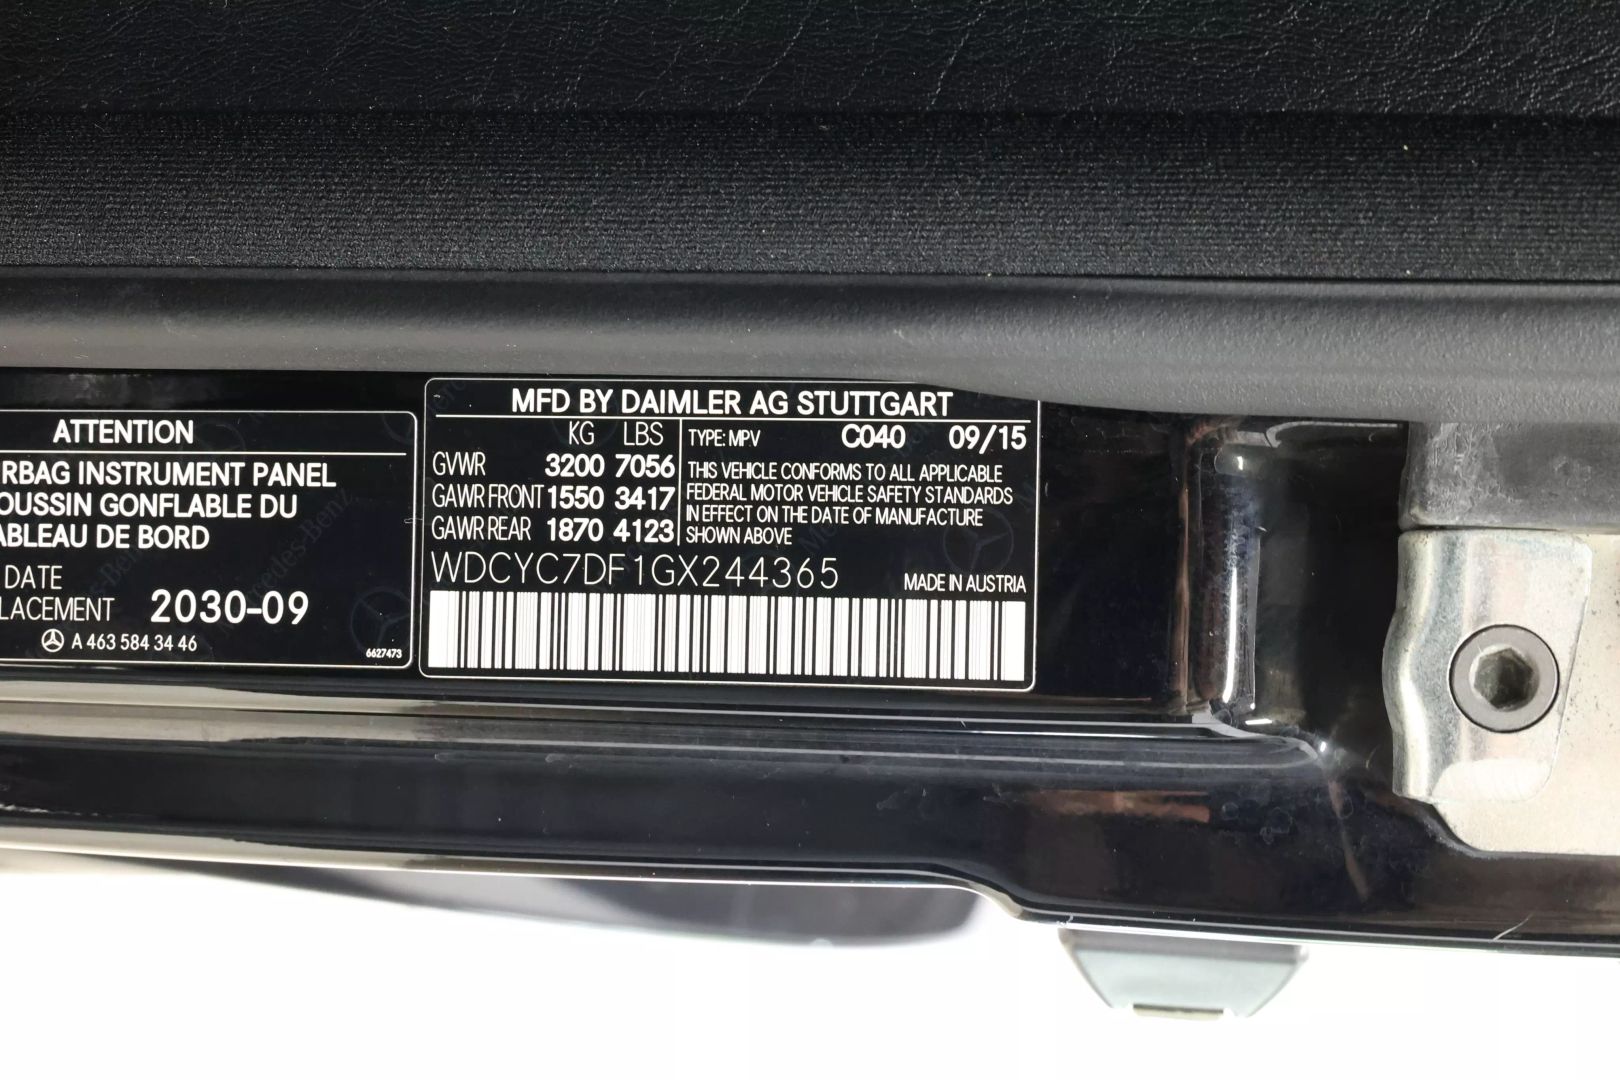 ATTENTION
RBAG INSTRUMENT PANEL
OUSSIN GONFLABLE DU
ABLEAU DE BORD
DATE
LACEMENT 2030-09
A 463 584 34 46
6627473
MFD BY DAIMLER AG STUTTGART
KG LBS
GVWR 3200 7056
GAWR FRONT 1550 3417
GAWR REAR 1870 4123
TYPE: MPV C040 09/15
THIS VEHICLE CONFORMS TO ALL APPLICABLE
FEDERAL MOTOR VEHICLE SAFETY STANDARDS
IN EFFECT ON THE DATE OF MANUFACTURE
SHOWN ABOVE
WDCYC7DF1GX244365
MADE IN AUSTRIA